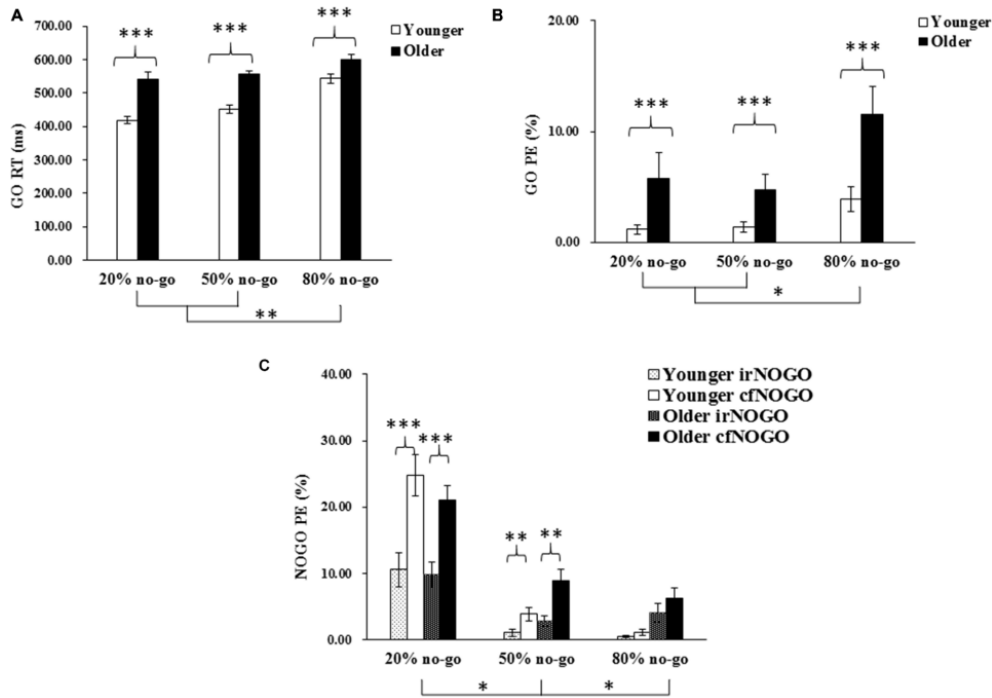 A
700.00
600.00
500.00
400.00
300.00
200.00
100.00
0.00
GO RT (ms)
*** *** ***
Younger
Older
20% no-go 50% no-go 80% no-go
**
B
20.00
10.00
0.00
GO PE (%)
*** *** ***
Younger
Older
20% no-go 50% no-go 80% no-go
*
C
40.00
30.00
20.00
10.00
0.00
NOGO PE (%)
*** *** ** **
Younger irNOGO
Younger cfNOGO
Older irNOGO
Older cfNOGO
20% no-go 50% no-go 80% no-go
* *